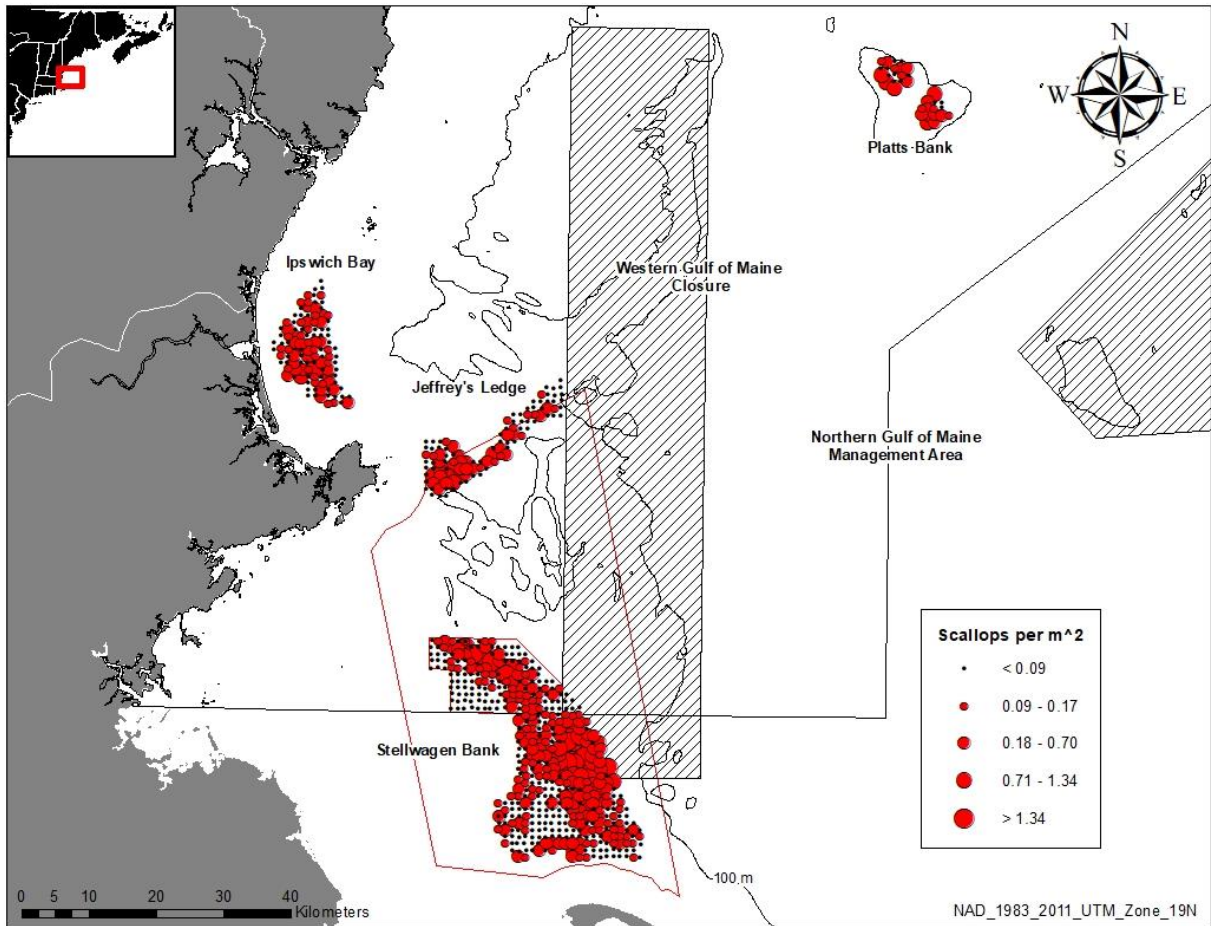 N
W
E
S
Platts Bank
Ipswich Bay
Western Gulf of Maine
Closure
Jeffrey's Ledge
Northern Gulf of Maine
Management Area
Scallops per m^2
< 0.09
0.09 - 0.17
0.18 - 0.70
0.71 - 1.34
> 1.34
Stellwagen Bank
100 m
0 5 10 20 30 40
Kilometers
NAD_1983_2011_UTM_Zone_19N